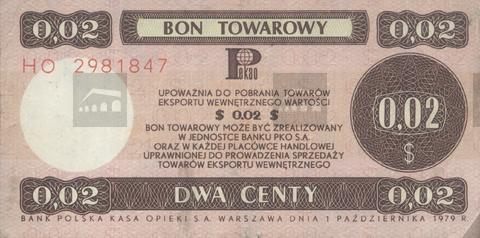 0,02 BON TOWAROWY 0,02
HO 2981847
Pekao
UPOWAŻNIA DO POBRANIA TOWARÓW
EKSPORTU WEWNĘTRZNEGO WARTOŚCI
$ 0.02 $
BON TOWAROWY MOŻE BYĆ ZREALIZOWANY
W JEDNOSTCE BANKU PKO S.A.
ORAZ W KAŻDEJ PLACÓWCE HANDLOWEJ
UPRAWNIONEJ DO PROWADZENIA SPRZEDAŻY
TOWARÓW EKSPORTU WEWNĘTRZNEGO
0,02
$
0,02 DWA CENTY 0,02
BANK POLSKA KASA OPIEKI S.A. WARSZAWA DNIA 1 PAŹDZIERNIKA 1979 R.